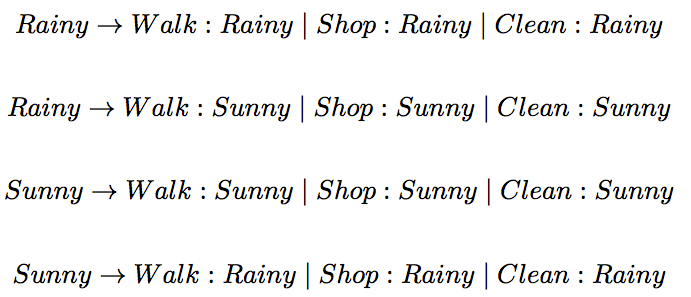 Rainy → Walk : Rainy | Shop : Rainy | Clean : Rainy
Rainy → Walk : Sunny | Shop : Sunny | Clean : Sunny
Sunny → Walk : Sunny | Shop : Sunny | Clean : Sunny
Sunny → Walk : Rainy | Shop : Rainy | Clean : Rainy